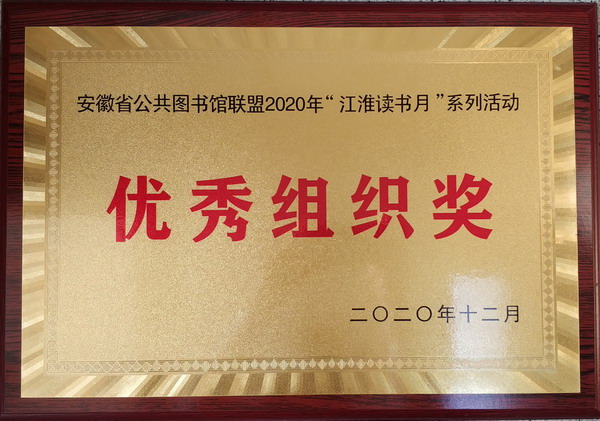 安徽省公共图书馆联盟2020年“江淮读书月”系列活动
优秀组织奖
二〇二〇年十二月